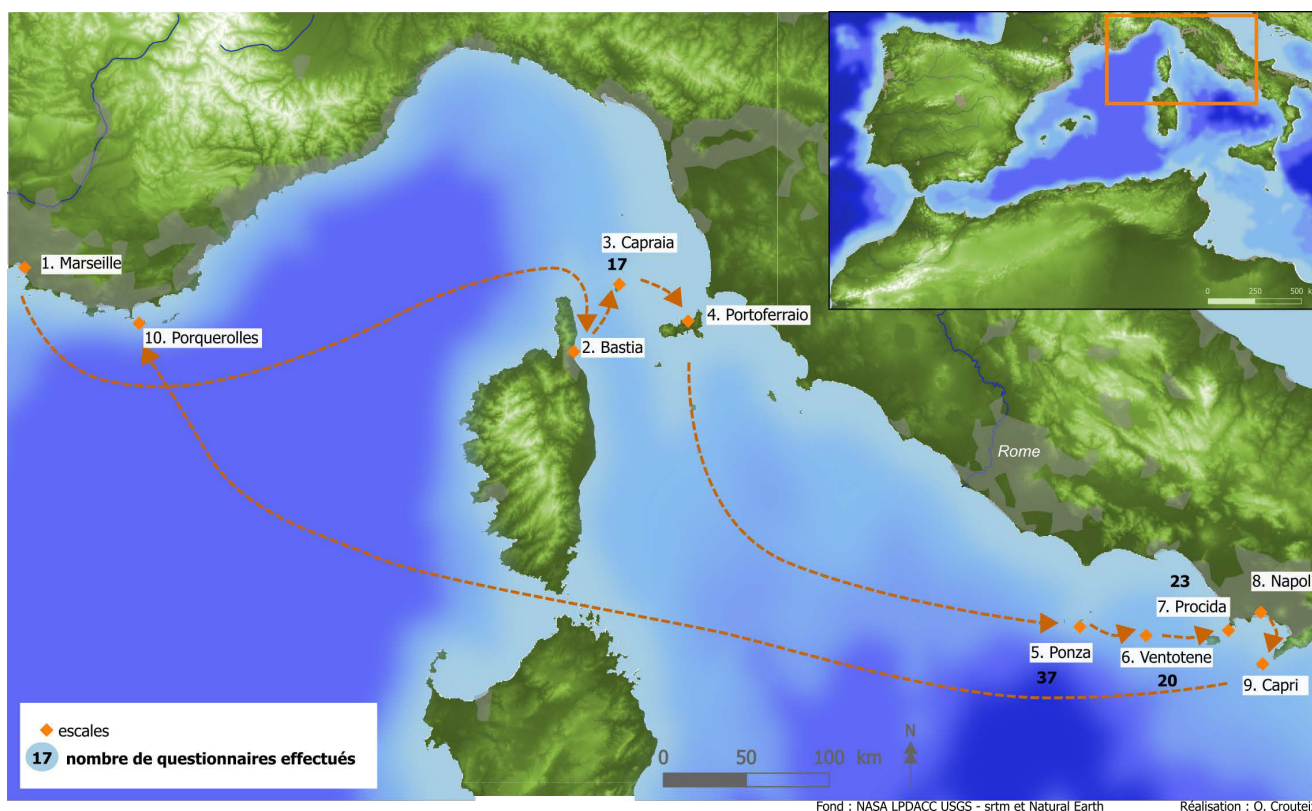 1. Marseille
10. Porquerolles
2. Bastia
3. Capraia
17
4. Portoferraio
Rome
5. Ponza
37
6. Ventotene
20
23
7. Procida
8. Napol
9. Capri
0 250 500 k
escales
17 nombre de questionnaires effectués
0 50 100 km
N
Fond : NASA LPDACC USGS - srtm et Natural Earth Réalisation : O. Croute